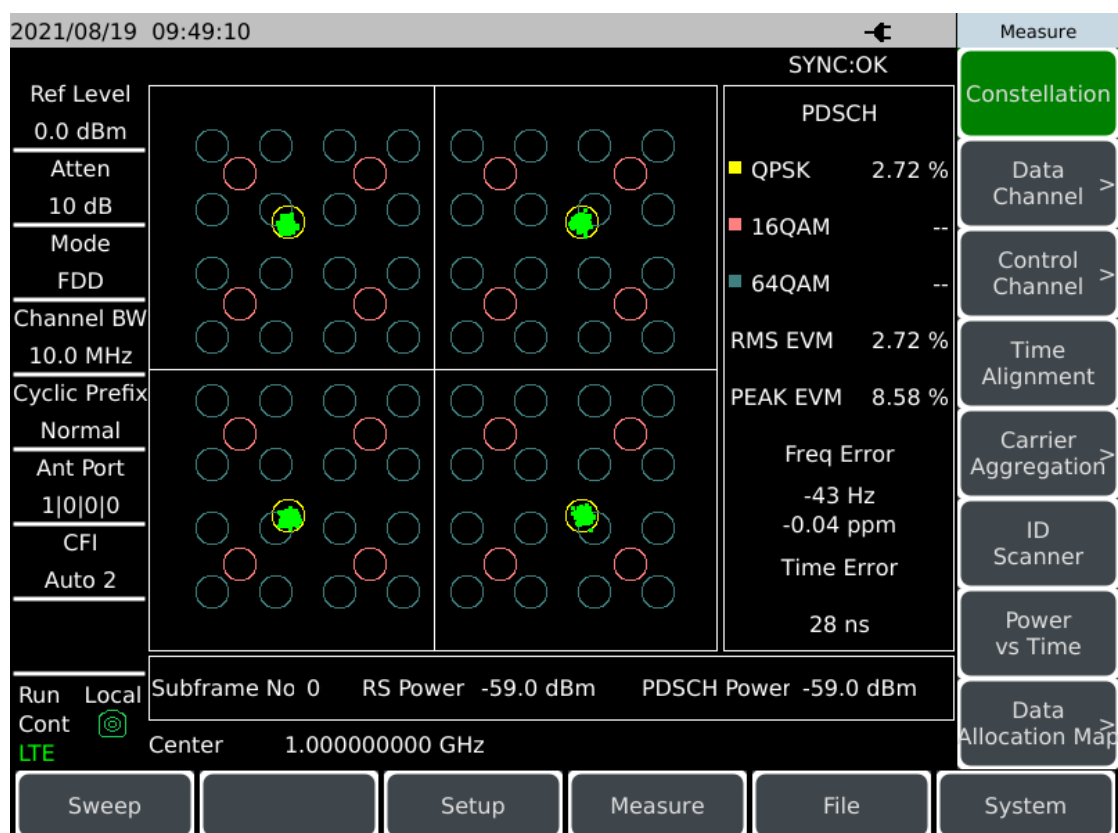 2021/08/19 09:49:10
Measure
SYNC:OK
Ref Level
0.0 dBm
Atten
10 dB
Mode
FDD
Channel BW
10.0 MHz
Cyclic Prefix
Normal
Ant Port
1|0|0|0
CFI
Auto 2
Run Local
Cont
LTE
PDSCH
QPSK 2.72 %
16QAM --
64QAM --
RMS EVM 2.72 %
PEAK EVM 8.58 %
Freq Error
-43 Hz
-0.04 ppm
Time Error
28 ns
Subframe No 0 RS Power -59.0 dBm PDSCH Power -59.0 dBm
Center 1.000000000 GHz
Constellation
Data >
Channel
Control >
Channel
Time
Alignment
Carrier >
Aggregation
ID
Scanner
Power
vs Time
Data >
Allocation Map
Sweep
Setup
Measure
File
System